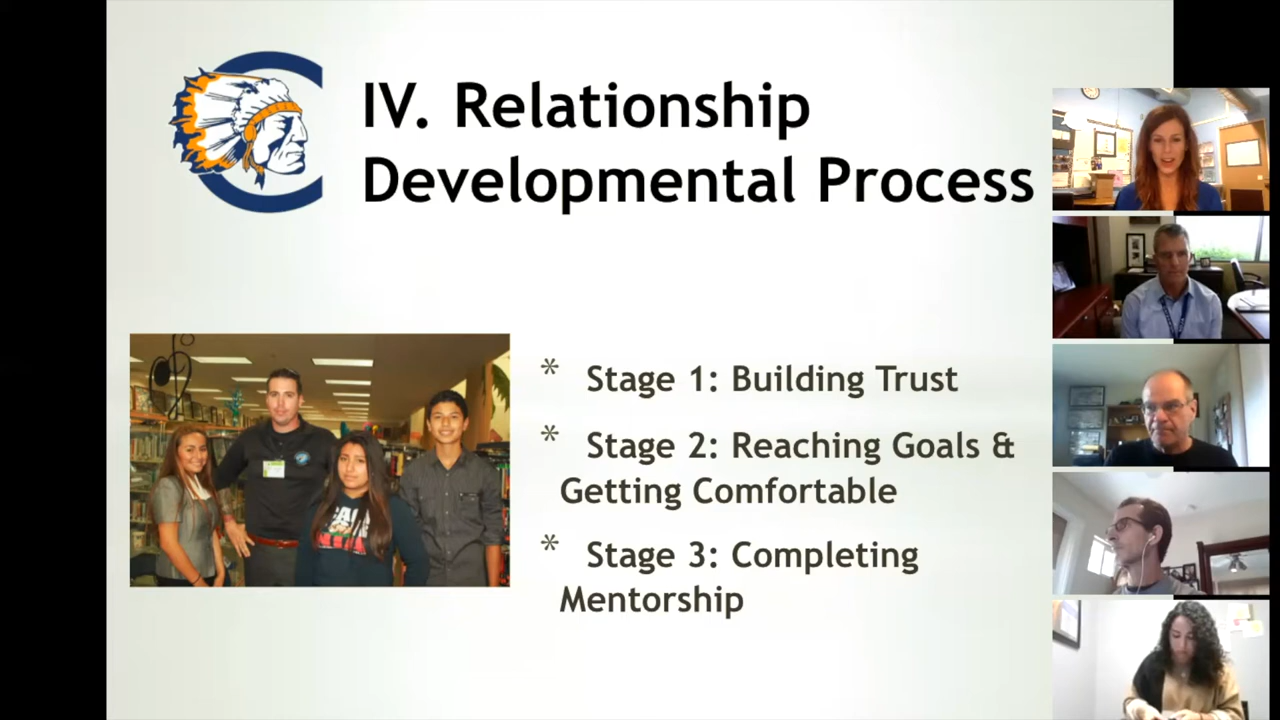 IV. Relationship
Developmental Process
* Stage 1: Building Trust
* Stage 2: Reaching Goals &
Getting Comfortable
* Stage 3: Completing
Mentorship